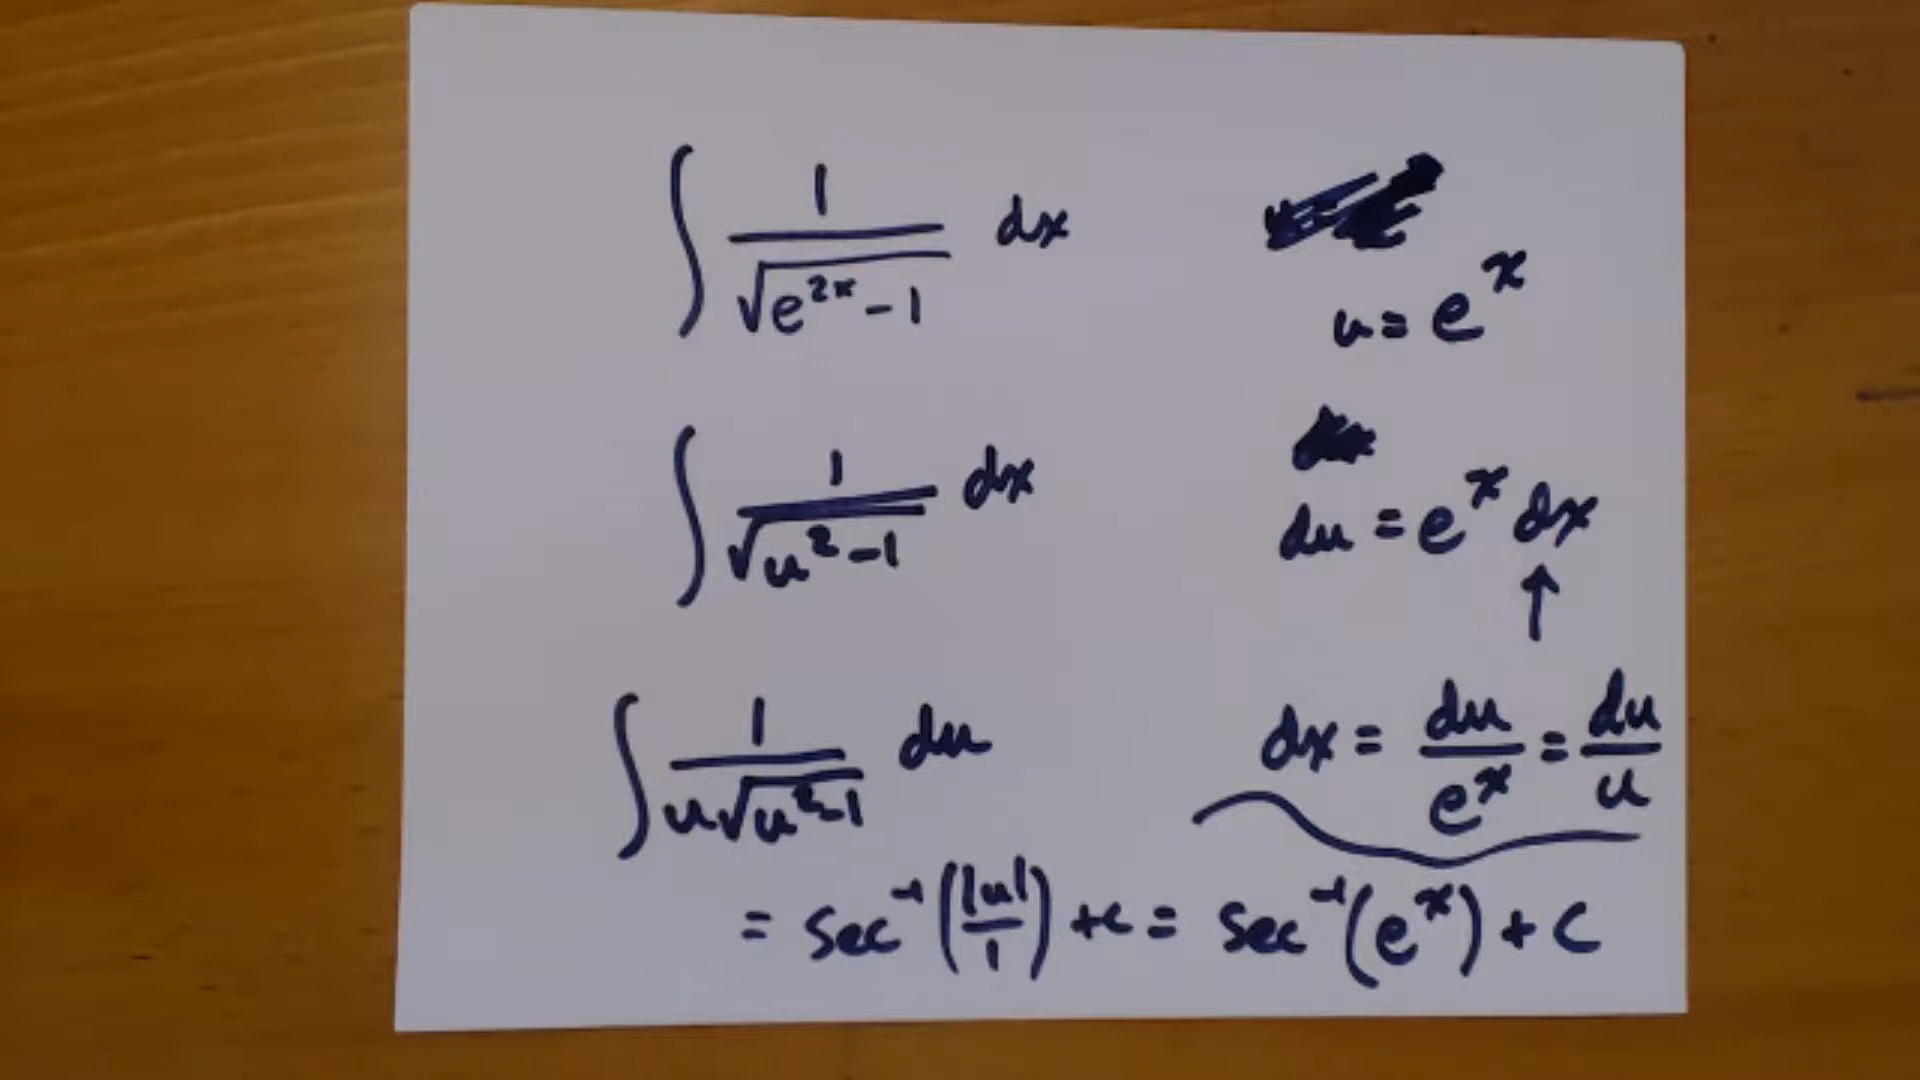 ∫ 1/√(e^(2x) - 1) dx
u = e^x
∫ 1/√(u² - 1) dx
du = e^x dx
↑
∫ 1/(u√(u² - 1)) du
dx = du/e^x = du/u
= sec⁻¹(|u|/1) + c = sec⁻¹(e^x) + c